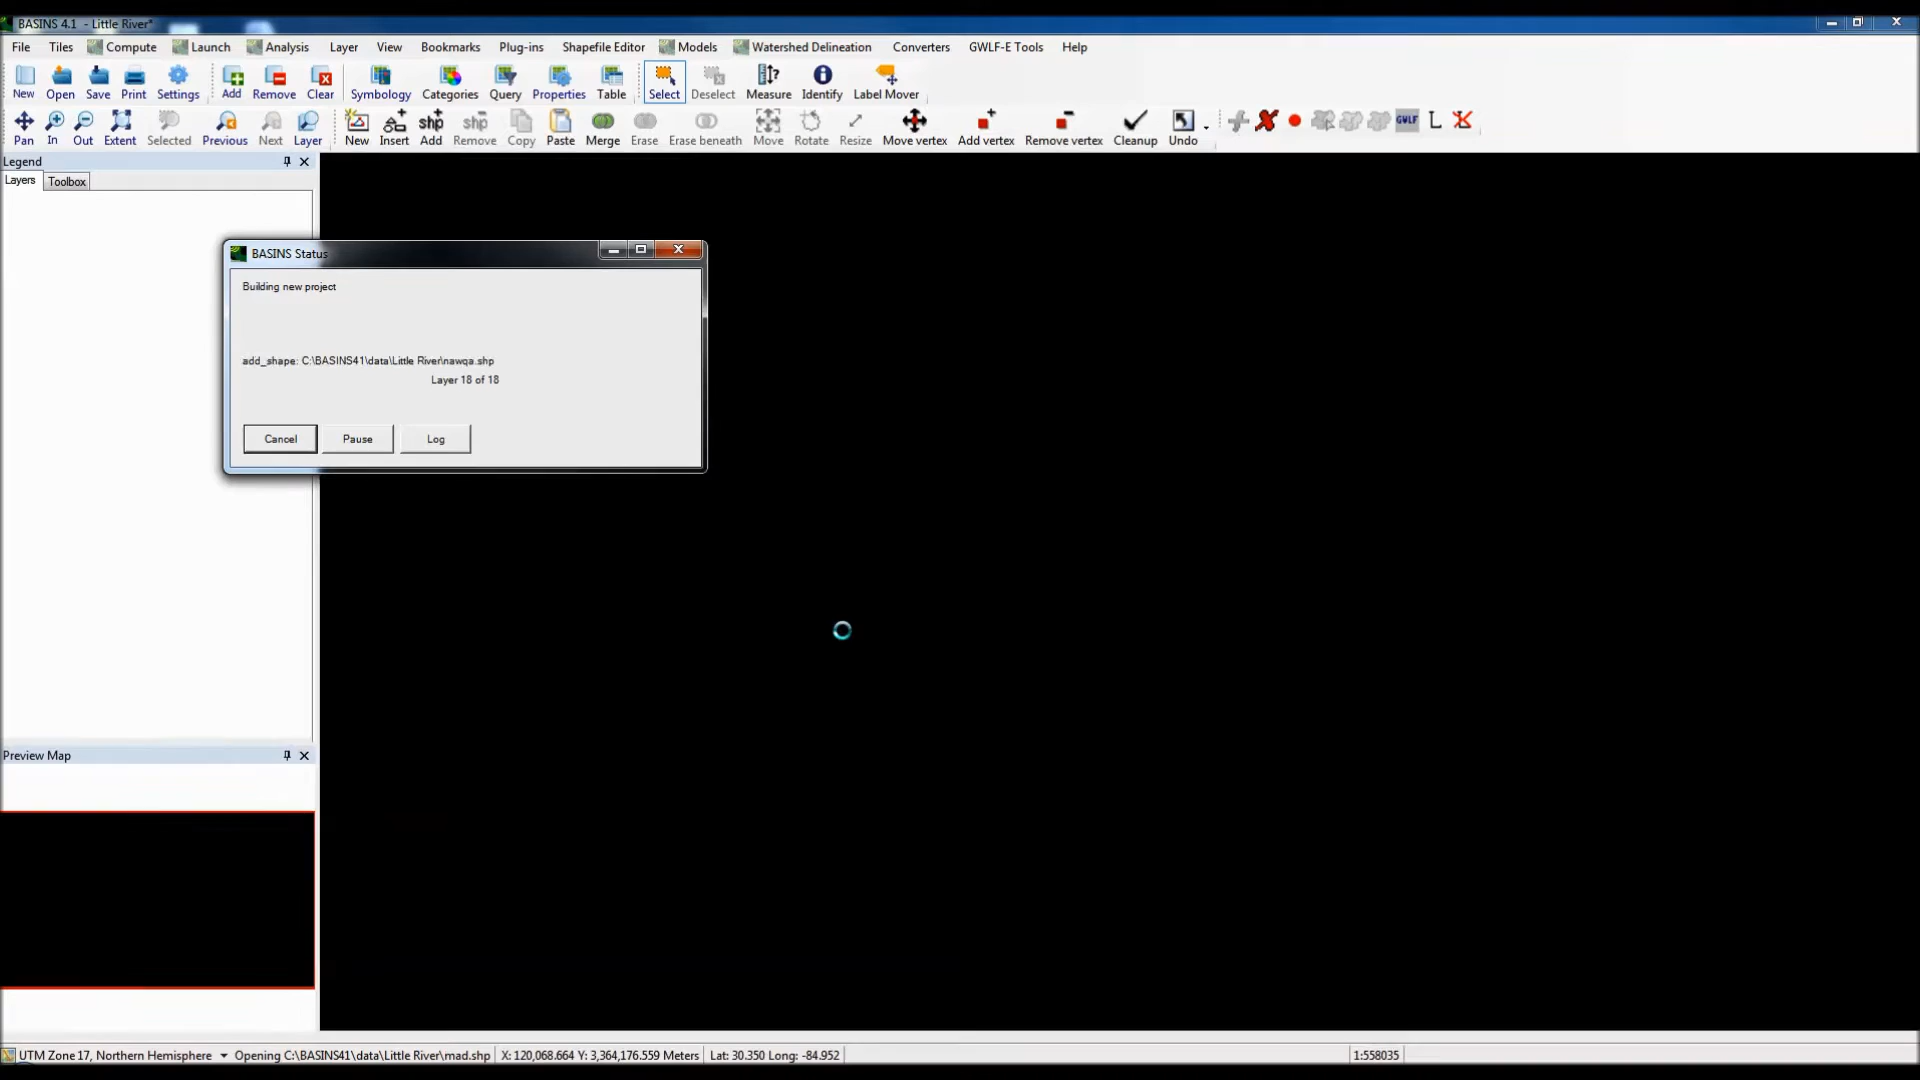 BASINS 4.1 - Little River*
File Tiles Compute Launch Analysis Layer View Bookmarks Plug-ins Shapefile Editor Models Watershed Delineation Converters GWLF-E Tools Help
New Open Save Print Settings Add Remove Clear Symbology Categories Query Properties Table Select Deselect Measure Identify Label Mover
shp shp GWLF L
Pan In Out Extent Selected Previous Next Layer New Insert Add Remove Copy Paste Merge Erase Erase beneath Move Rotate Resize Move vertex Add vertex Remove vertex Cleanup Undo
Legend
Layers Toolbox
BASINS Status
Building new project
add_shape: C:\BASINS41\data\Little River\nawqa.shp
Layer 18 of 18
Cancel Pause Log
Preview Map
UTM Zone 17, Northern Hemisphere Opening C:\BASINS41\data\Little River\mad.shp X: 120,068.664 Y: 3,364,176.559 Meters Lat: 30.350 Long: -84.952 1:558035